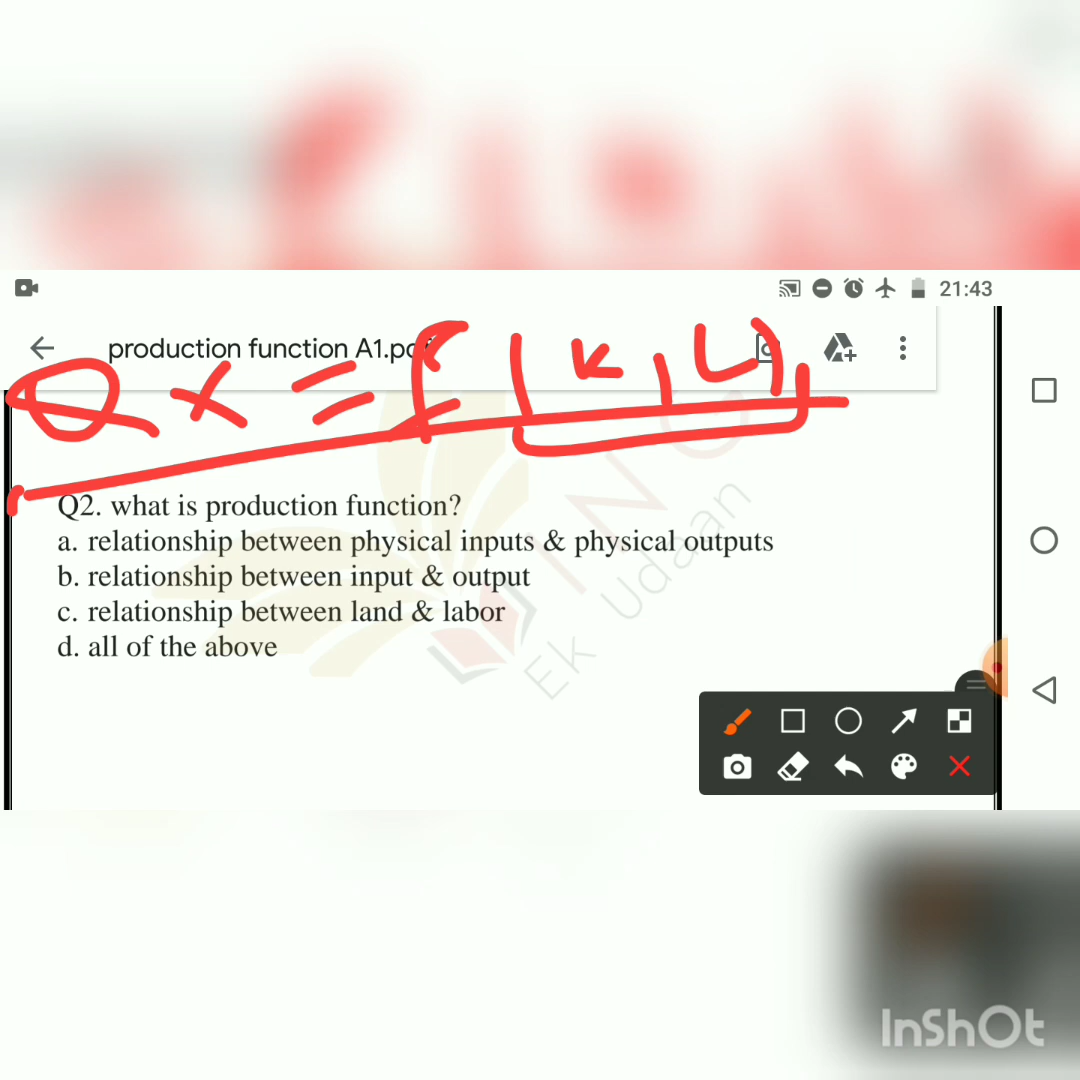 21:43
production function A1.pdf
Qx = f(K, L)
Q2. what is production function?
a. relationship between physical inputs & physical outputs
b. relationship between input & output
c. relationship between land & labor
d. all of the above
ING
Ek Udaan
InShOt